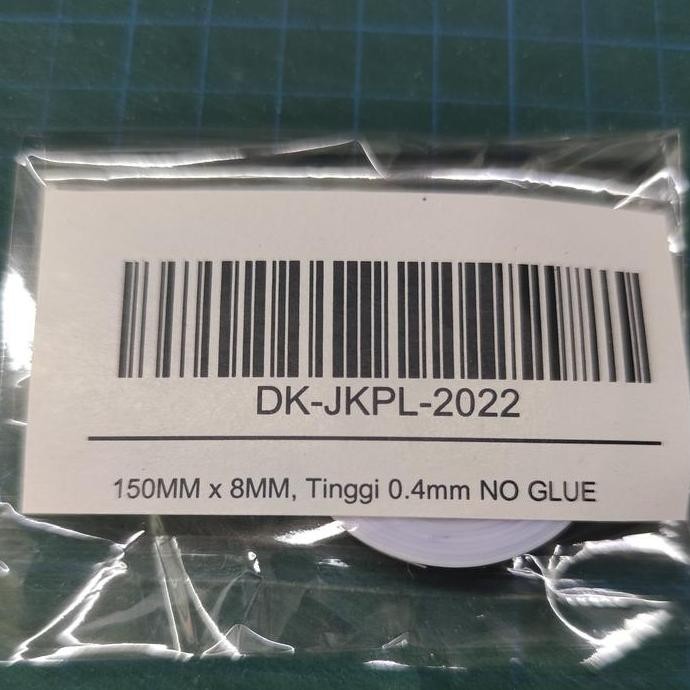 DK-JKPL-2022
150MM x 8MM, Tinggi 0.4mm NO GLUE